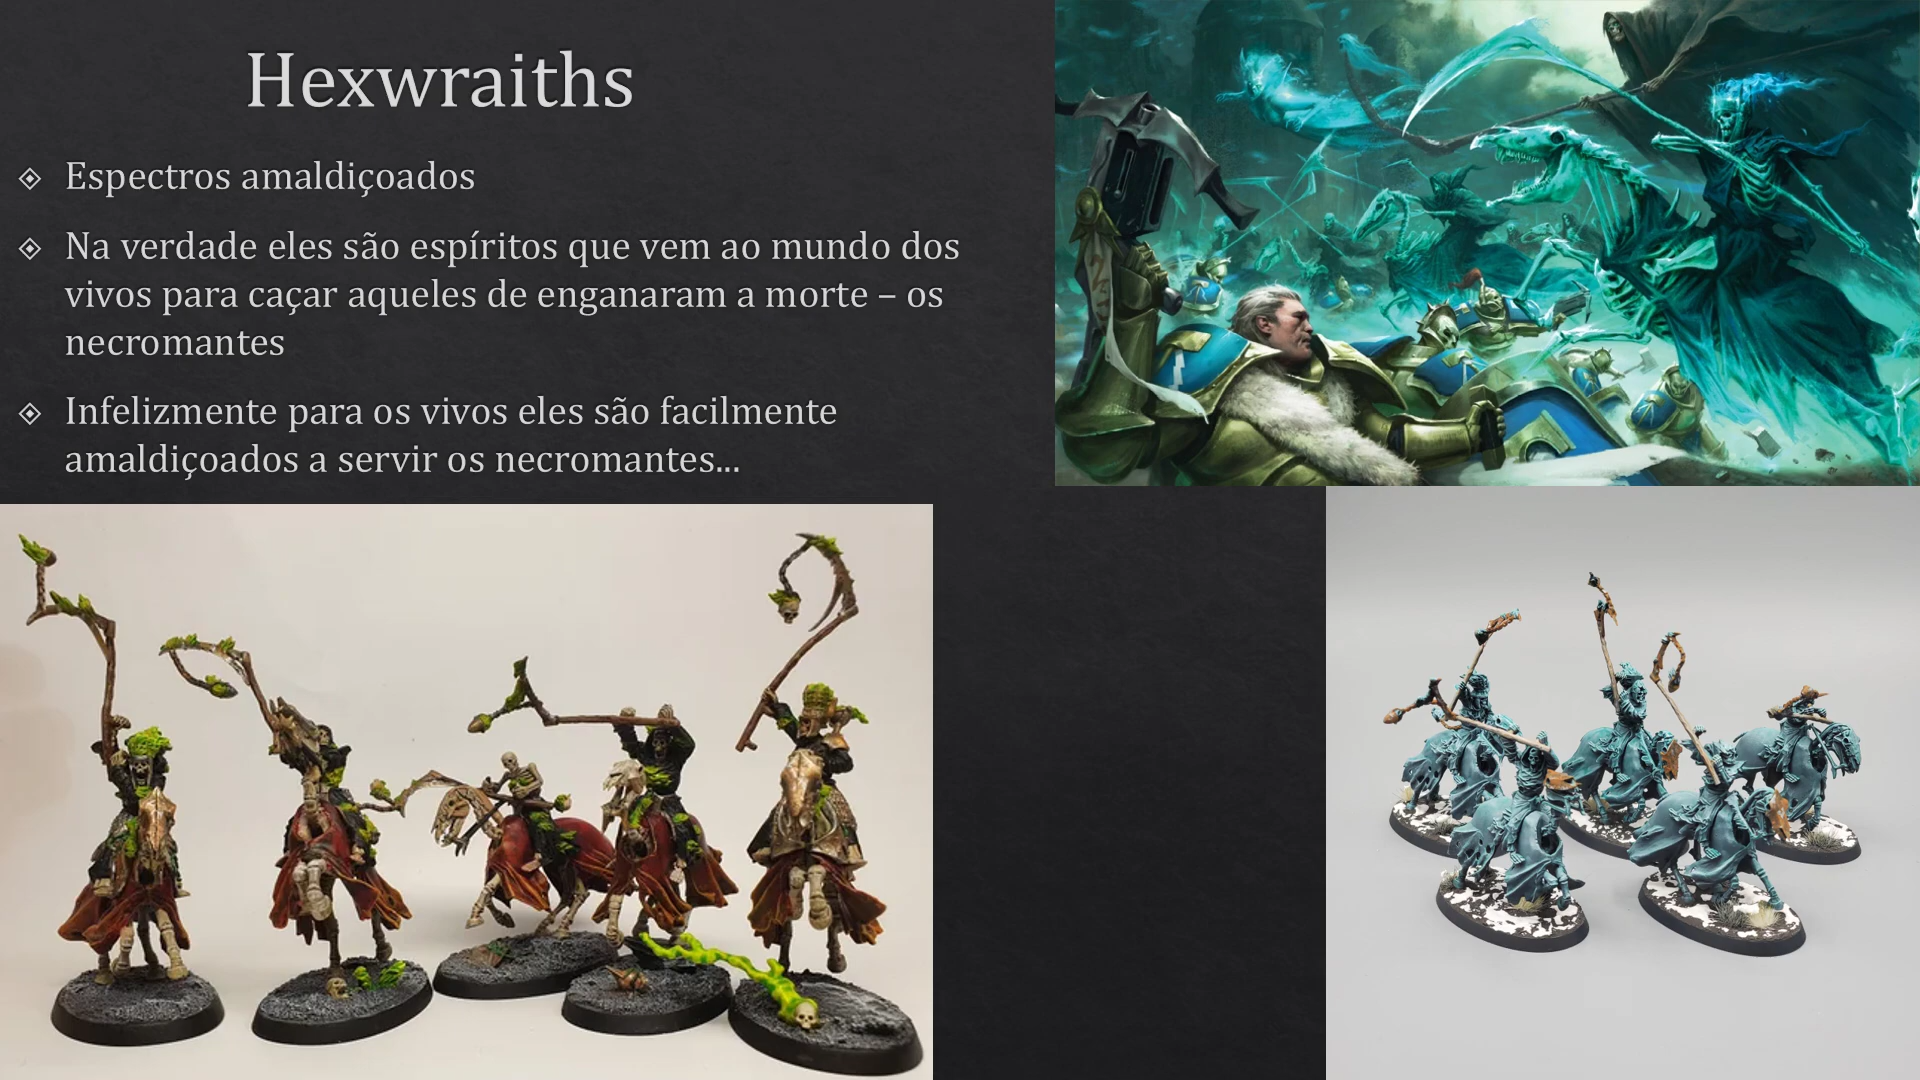 Hexwraiths
Espectros amaldiçoados
Na verdade eles são espíritos que vem ao mundo dos
vivos para caçar aqueles de enganaram a morte – os
necromantes
Infelizmente para os vivos eles são facilmente
amaldiçoados a servir os necromantes...